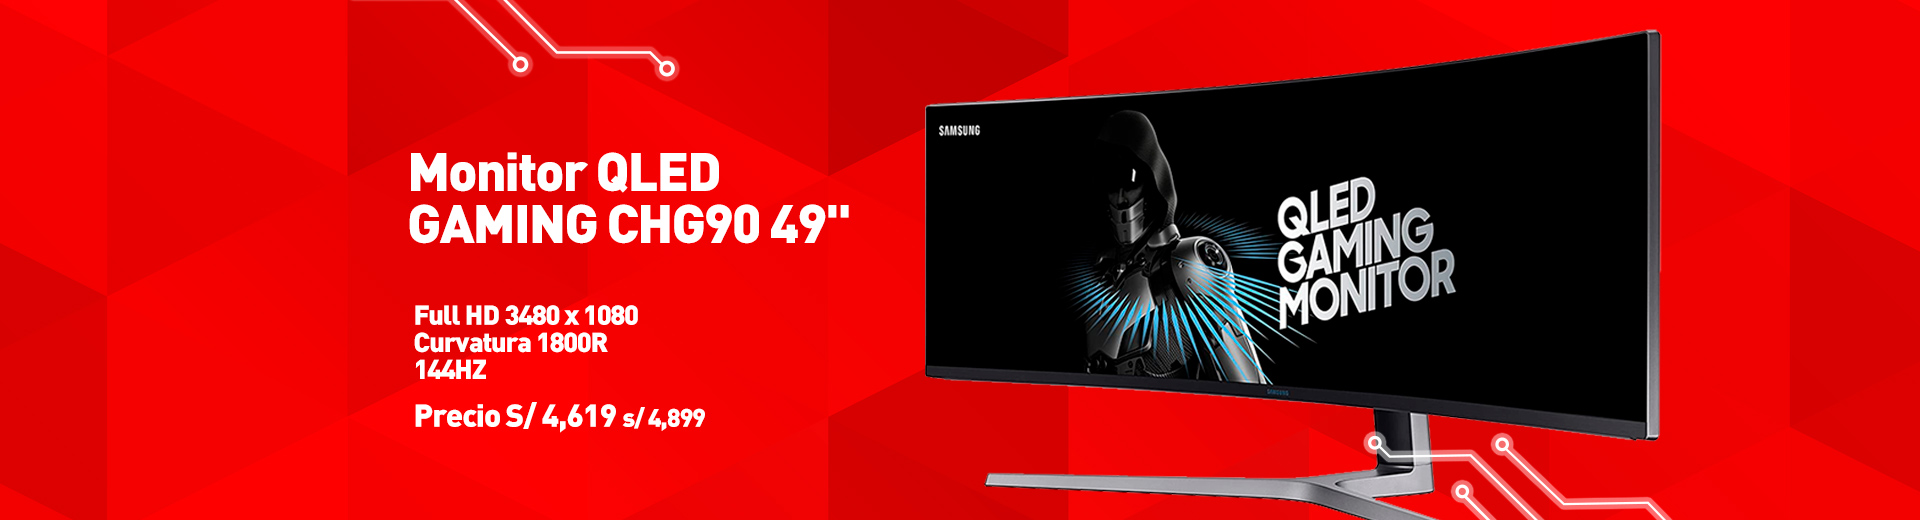 Monitor QLED
GAMING CHG90 49"
Full HD 3480 x 1080
Curvatura 1800R
144HZ
Precio S/ 4,619 s/ 4,899
SAMSUNG
QLED
GAMING
MONITOR
SAMSUNG